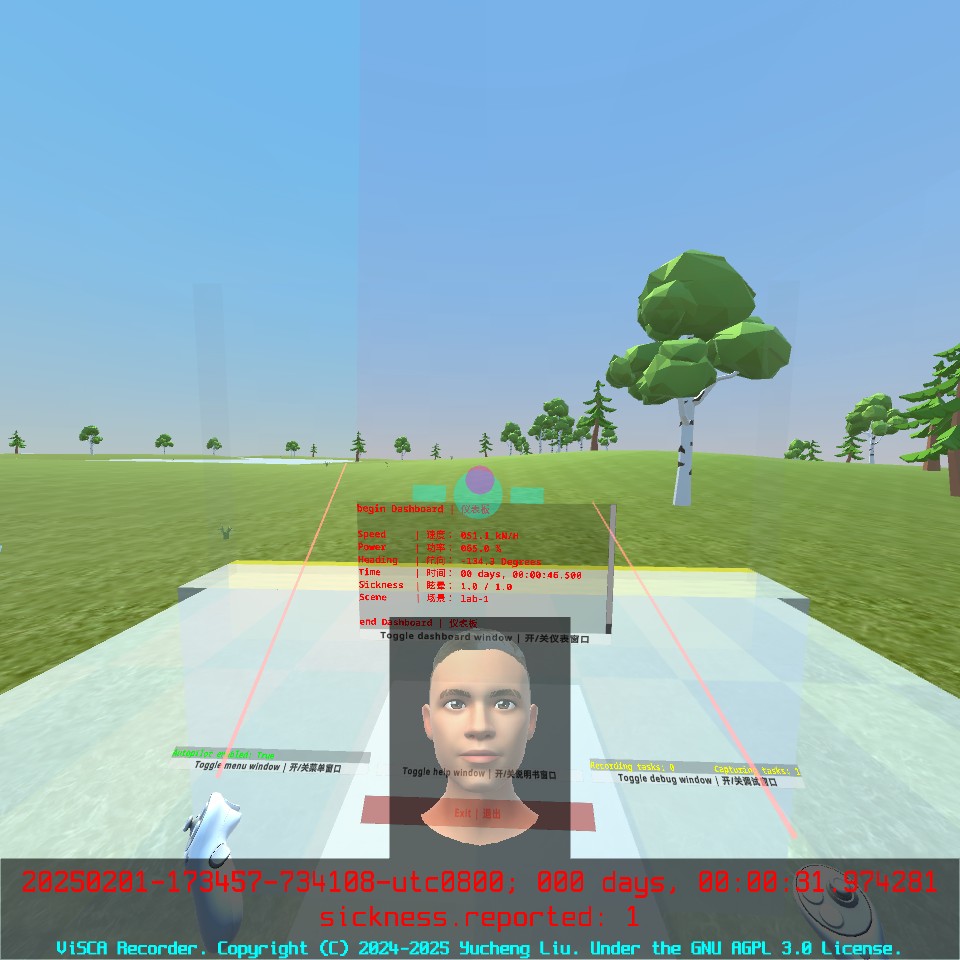 begin Dashboard | 仪表板
Speed | 速度: 051.1 kN/H
Power | 功率: 065.0 %
Heading | 防向: -134.3 Degrees
Time | 时间: 00 days, 00:00:46.500
Sickness | 眩晕: 1.0 / 1.0
Scene | 场景: lab-1
end Dashboard | 仪表板
Toggle dashboard window | 开/关仪表窗口
Autopilot enabled: True
Toggle menu window | 开/关菜单窗口
Toggle help window | 开/关说明书窗口
Recording tasks: 0 Capturing tasks: 1
Toggle debug window | 开/关调试窗口
Exit | 退出
20250201-173457-734108-utc0800; 000 days, 00:00:31.974281
sickness.reported: 1
ViSCA Recorder. Copyright (C) 2024-2025 Yucheng Liu. Under the GNU AGPL 3.0 License.